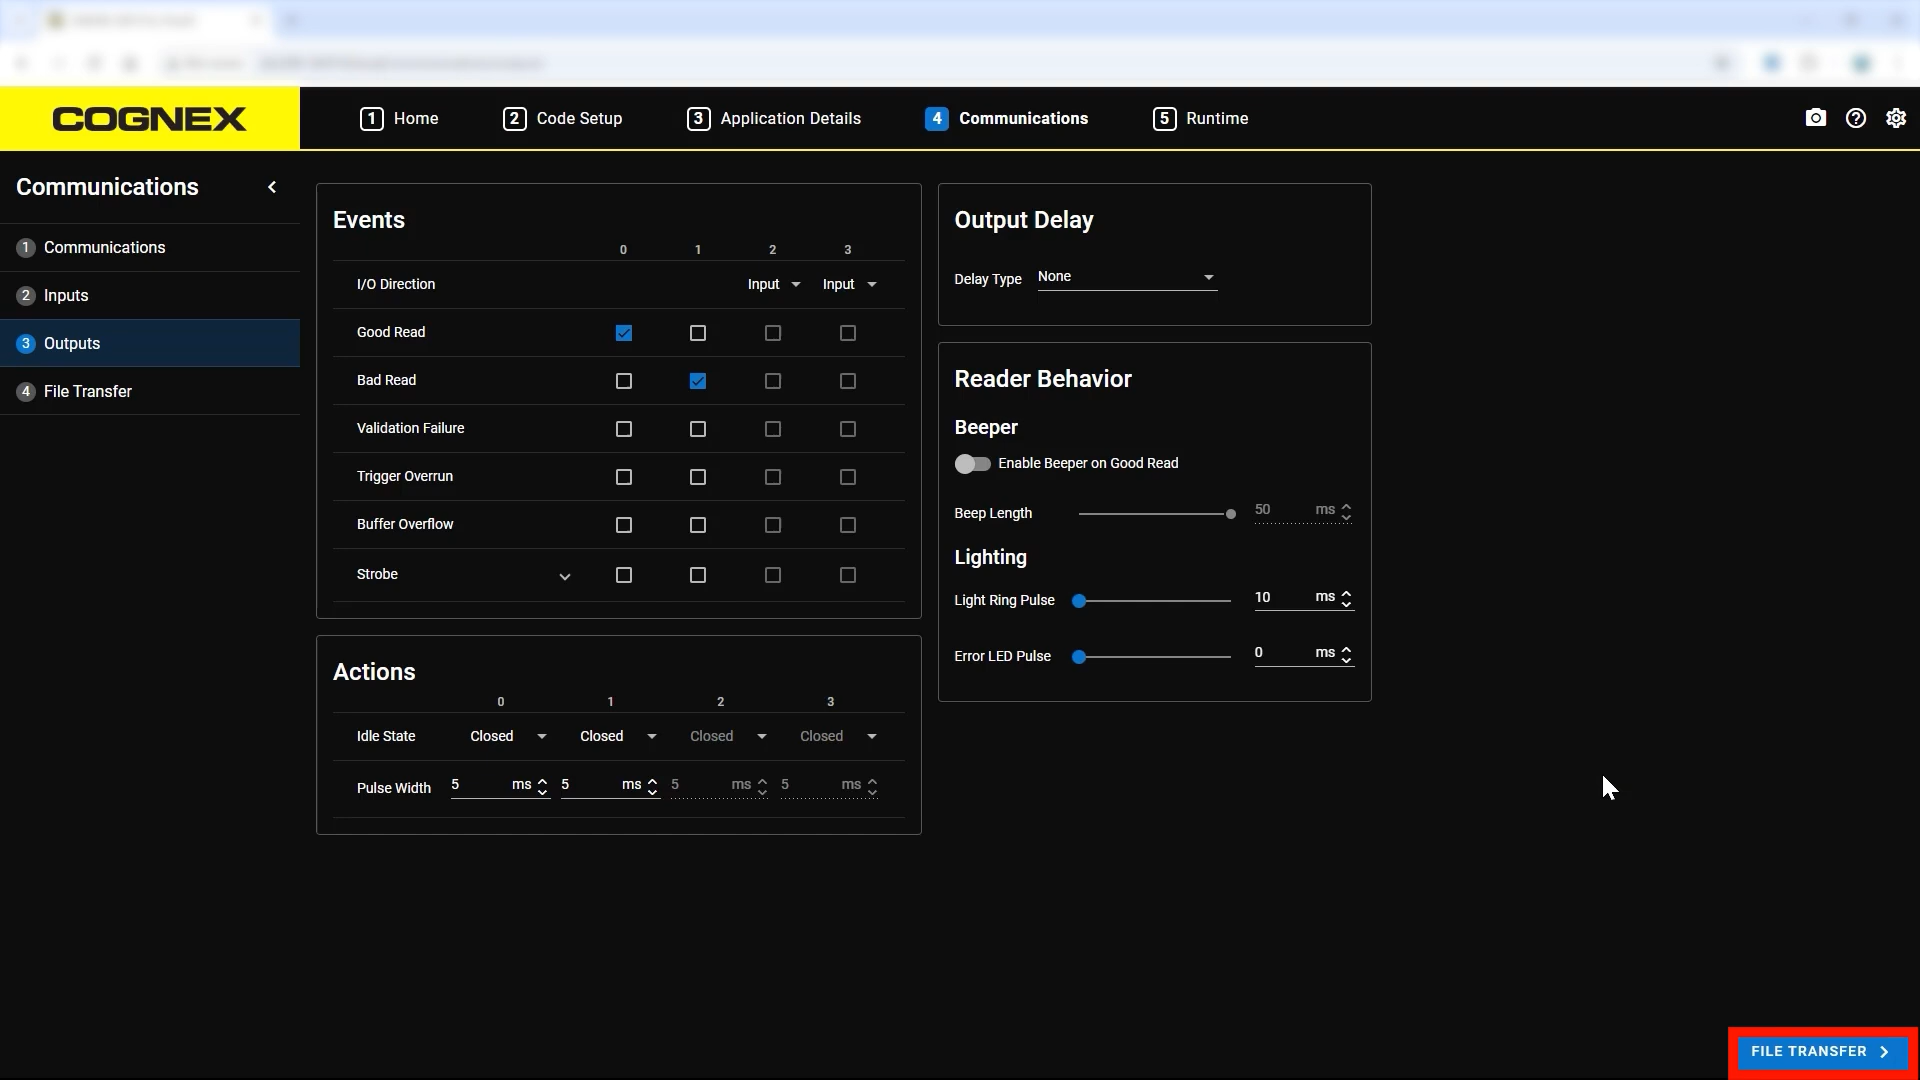 COGNEX
1 Home
2 Code Setup
3 Application Details
4 Communications
5 Runtime
Communications
1 Communications
2 Inputs
3 Outputs
4 File Transfer
Events
0 1 2 3
I/O Direction Input Input
Good Read
Bad Read
Validation Failure
Trigger Overrun
Buffer Overflow
Strobe
Actions
0 1 2 3
Idle State Closed Closed Closed Closed
Pulse Width 5 ms 5 ms 5 ms 5 ms
Output Delay
Delay Type None
Reader Behavior
Beeper
Enable Beeper on Good Read
Beep Length 50 ms
Lighting
Light Ring Pulse 10 ms
Error LED Pulse 0 ms
FILE TRANSFER